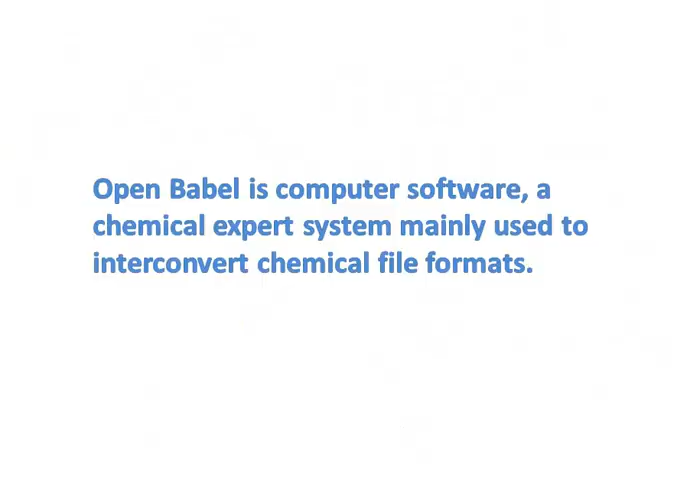 Open Babel is computer software, a
chemical expert system mainly used to
interconvert chemical file formats.